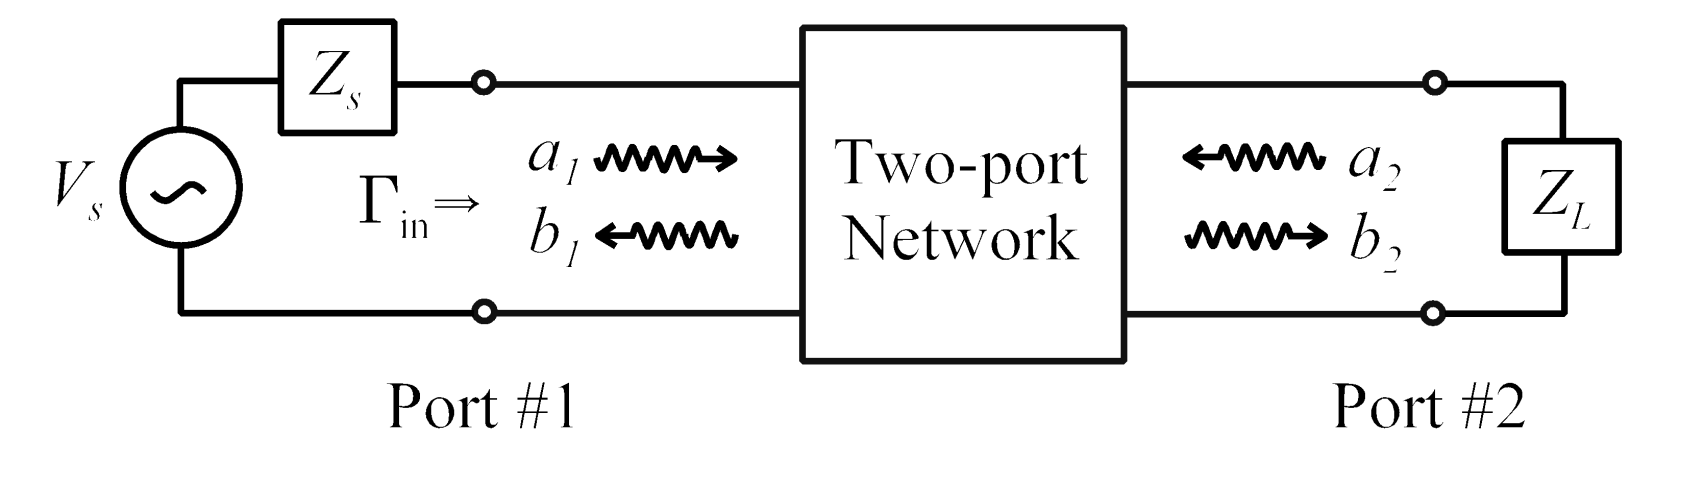 Z_s
V_s
Γ_in ⇒
a_1
b_1
Two-port
Network
a_2
b_2
Z_L
Port #1
Port #2